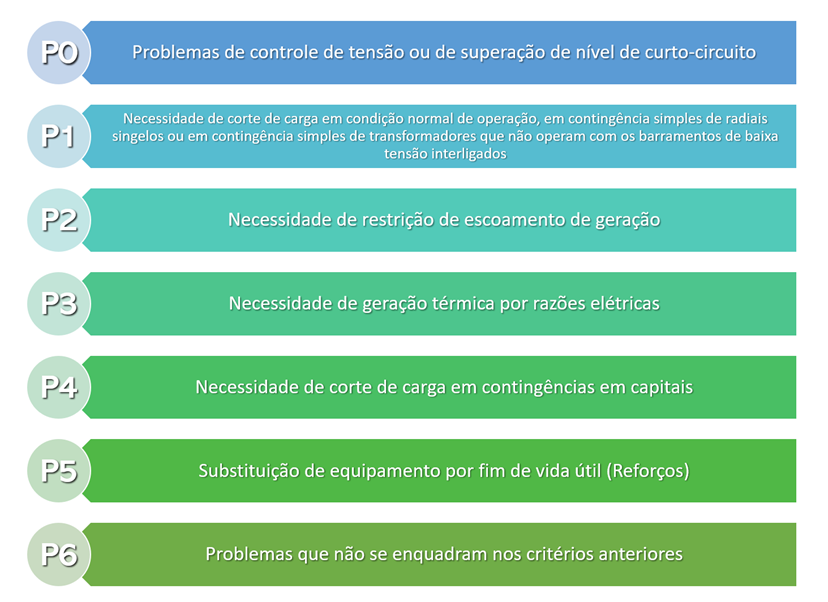 P0
Problemas de controle de tensão ou de superação de nível de curto-circuito
P1
Necessidade de corte de carga em condição normal de operação, em contingência simples de radiais
singelos ou em contingência simples de transformadores que não operam com os barramentos de baixa
tensão interligados
P2
Necessidade de restrição de escoamento de geração
P3
Necessidade de geração térmica por razões elétricas
P4
Necessidade de corte de carga em contingências em capitais
P5
Substituição de equipamento por fim de vida útil (Reforços)
P6
Problemas que não se enquadram nos critérios anteriores